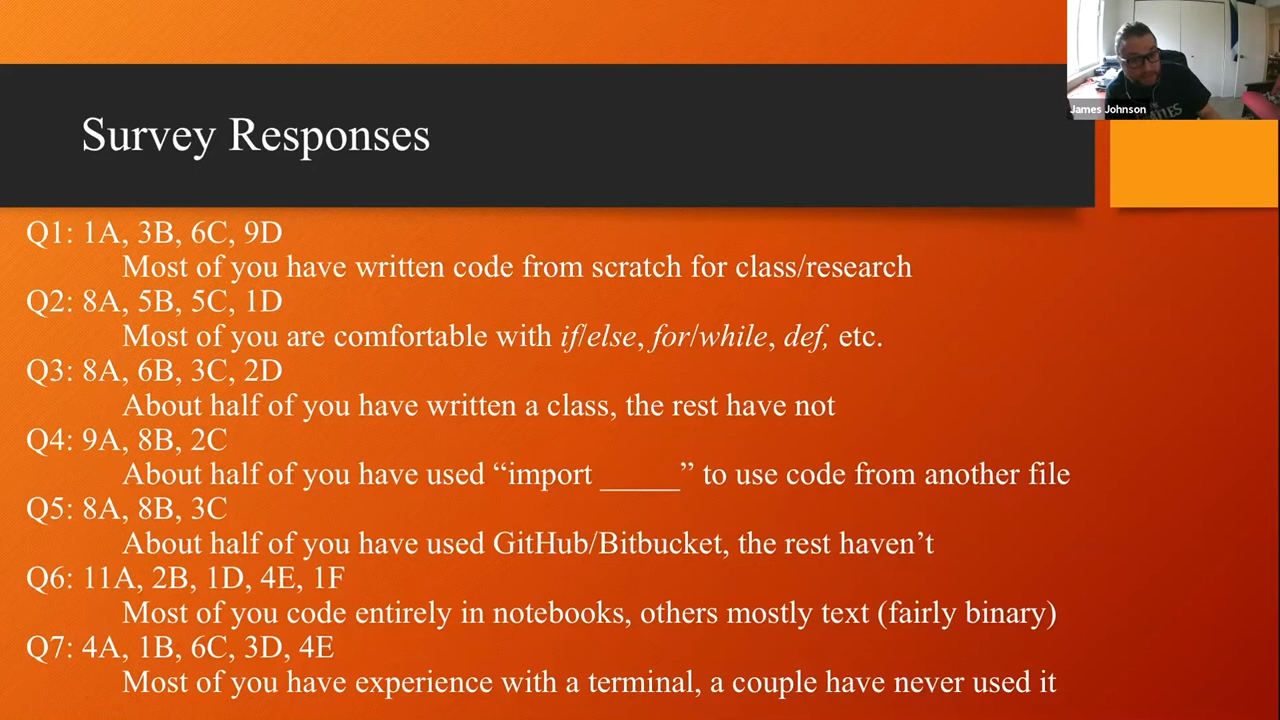 James Johnson
Survey Responses
Q1: 1A, 3B, 6C, 9D
Most of you have written code from scratch for class/research
Q2: 8A, 5B, 5C, 1D
Most of you are comfortable with if/else, for/while, def, etc.
Q3: 8A, 6B, 3C, 2D
About half of you have written a class, the rest have not
Q4: 9A, 8B, 2C
About half of you have used “import _____” to use code from another file
Q5: 8A, 8B, 3C
About half of you have used GitHub/Bitbucket, the rest haven’t
Q6: 11A, 2B, 1D, 4E, 1F
Most of you code entirely in notebooks, others mostly text (fairly binary)
Q7: 4A, 1B, 6C, 3D, 4E
Most of you have experience with a terminal, a couple have never used it